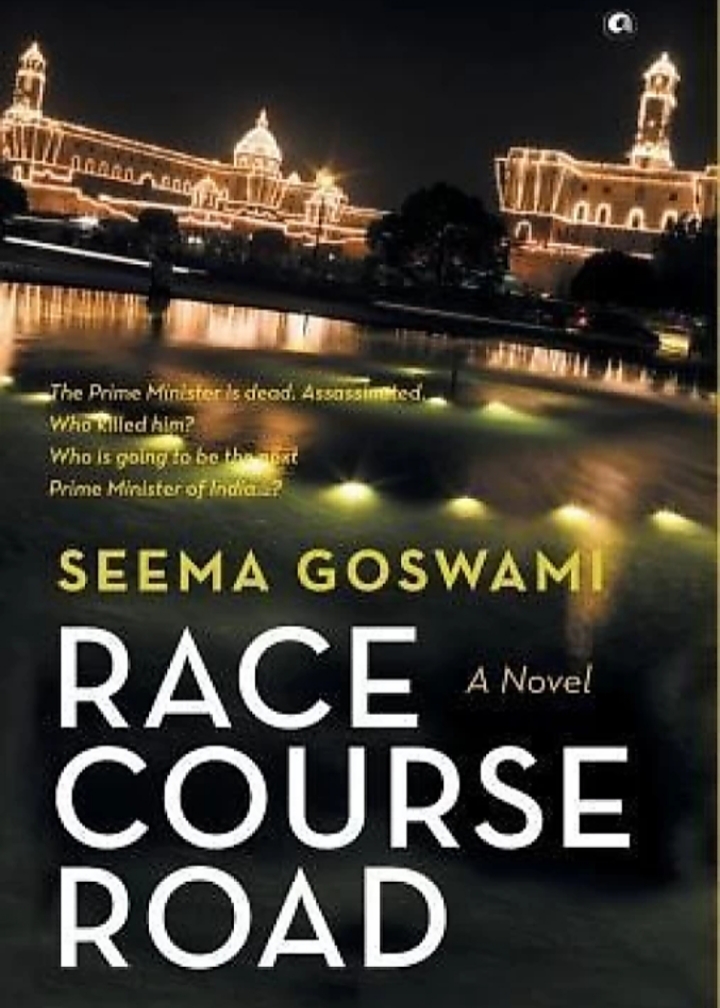 The Prime Minister is dead. Assassinated.
Who killed him?
Who is going to be the next
Prime Minister of India...?
SEEMA GOSWAMI
RACE
A Novel
COURSE
ROAD